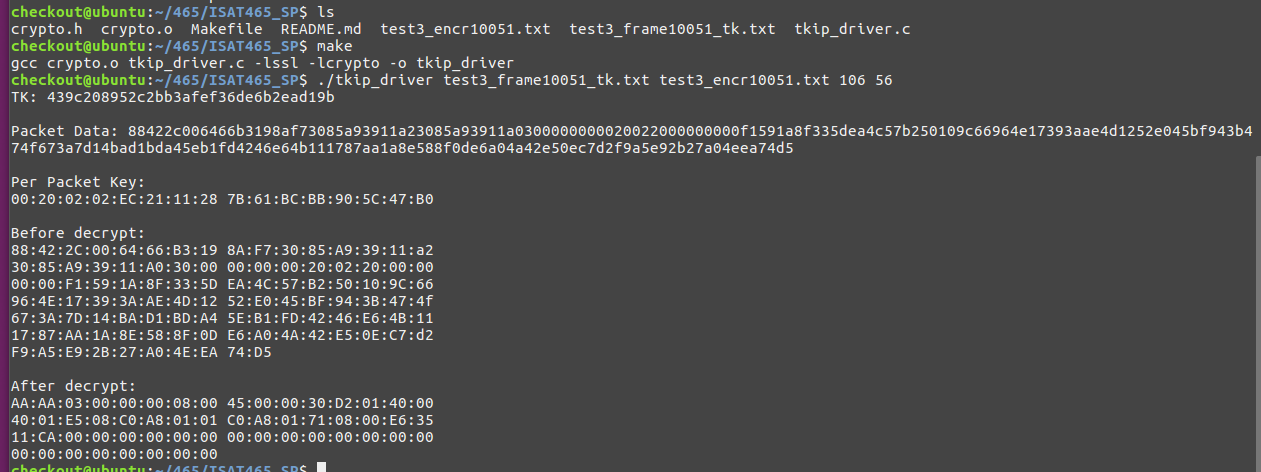 checkout@ubuntu:~/465/ISAT465_SP$ ls
crypto.h  crypto.o  Makefile  README.md  test3_encr10051.txt  test3_frame10051_tk.txt  tkip_driver.c
checkout@ubuntu:~/465/ISAT465_SP$ make
gcc crypto.o tkip_driver.c -lssl -lcrypto -o tkip_driver
checkout@ubuntu:~/465/ISAT465_SP$ ./tkip_driver test3_frame10051_tk.txt test3_encr10051.txt 106 56
TK: 439c208952c2bb3afef36de6b2ead19b
Packet Data: 88422c006466b3198af73085a93911a23085a93911a0300000000020022000000000f1591a8f335dea4c57b250109c66964e17393aae4d1252e045bf943b4
74f673a7d14bad1bda45eb1fd4246e64b111787aa1a8e588f0de6a04a42e50ec7d2f9a5e92b27a04eea74d5
Per Packet Key:
00:20:02:02:EC:21:11:28 7B:61:BC:BB:90:5C:47:B0
Before decrypt:
88:42:2C:00:64:66:B3:19 8A:F7:30:85:A9:39:11:a2
30:85:A9:39:11:A0:30:00 00:00:00:20:02:20:00:00
00:00:F1:59:1A:8F:33:5D EA:4C:57:B2:50:10:9C:66
96:4E:17:39:3A:AE:4D:12 52:E0:45:BF:94:3B:47:4f
67:3A:7D:14:BA:D1:BD:A4 5E:B1:FD:42:46:E6:4B:11
17:87:AA:1A:8E:58:8F:0D E6:A0:4A:42:E5:0E:C7:d2
F9:A5:E9:2B:27:A0:4E:EA 74:D5
After decrypt:
AA:AA:03:00:00:00:08:00 45:00:00:30:D2:01:40:00
40:01:E5:08:C0:A8:01:01 C0:A8:01:71:08:00:E6:35
11:CA:00:00:00:00:00:00 00:00:00:00:00:00:00:00
00:00:00:00:00:00:00:00
checkout@ubuntu:~/465/ISAT465_SP$